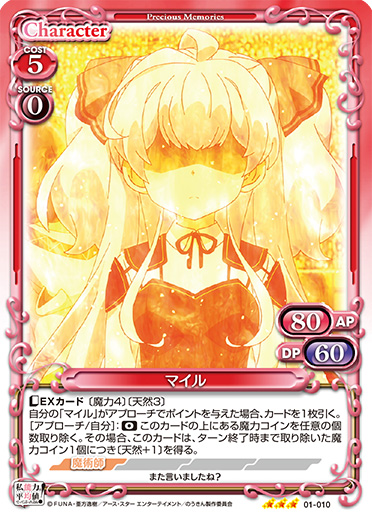 Precious Memories
Character
COST
5
SOURCE
0
80 AP
DP 60
マイル
EXカード [魔力4] [天然3]
自分の「マイル」がアプローチでポイントを与えた場合、カードを1枚引く。
[アプローチ/自分]: このカードの上にある魔力コインを任意の個
数取り除く。その場合、このカードは、ターン終了時まで取り除いた魔
力コイン1個につき[天然+1]を得る。
魔術師
また言いましたね?
©FUNA・亜方逸樹/アース・スター エンターテイメント/のうきん製作委員会
01-010